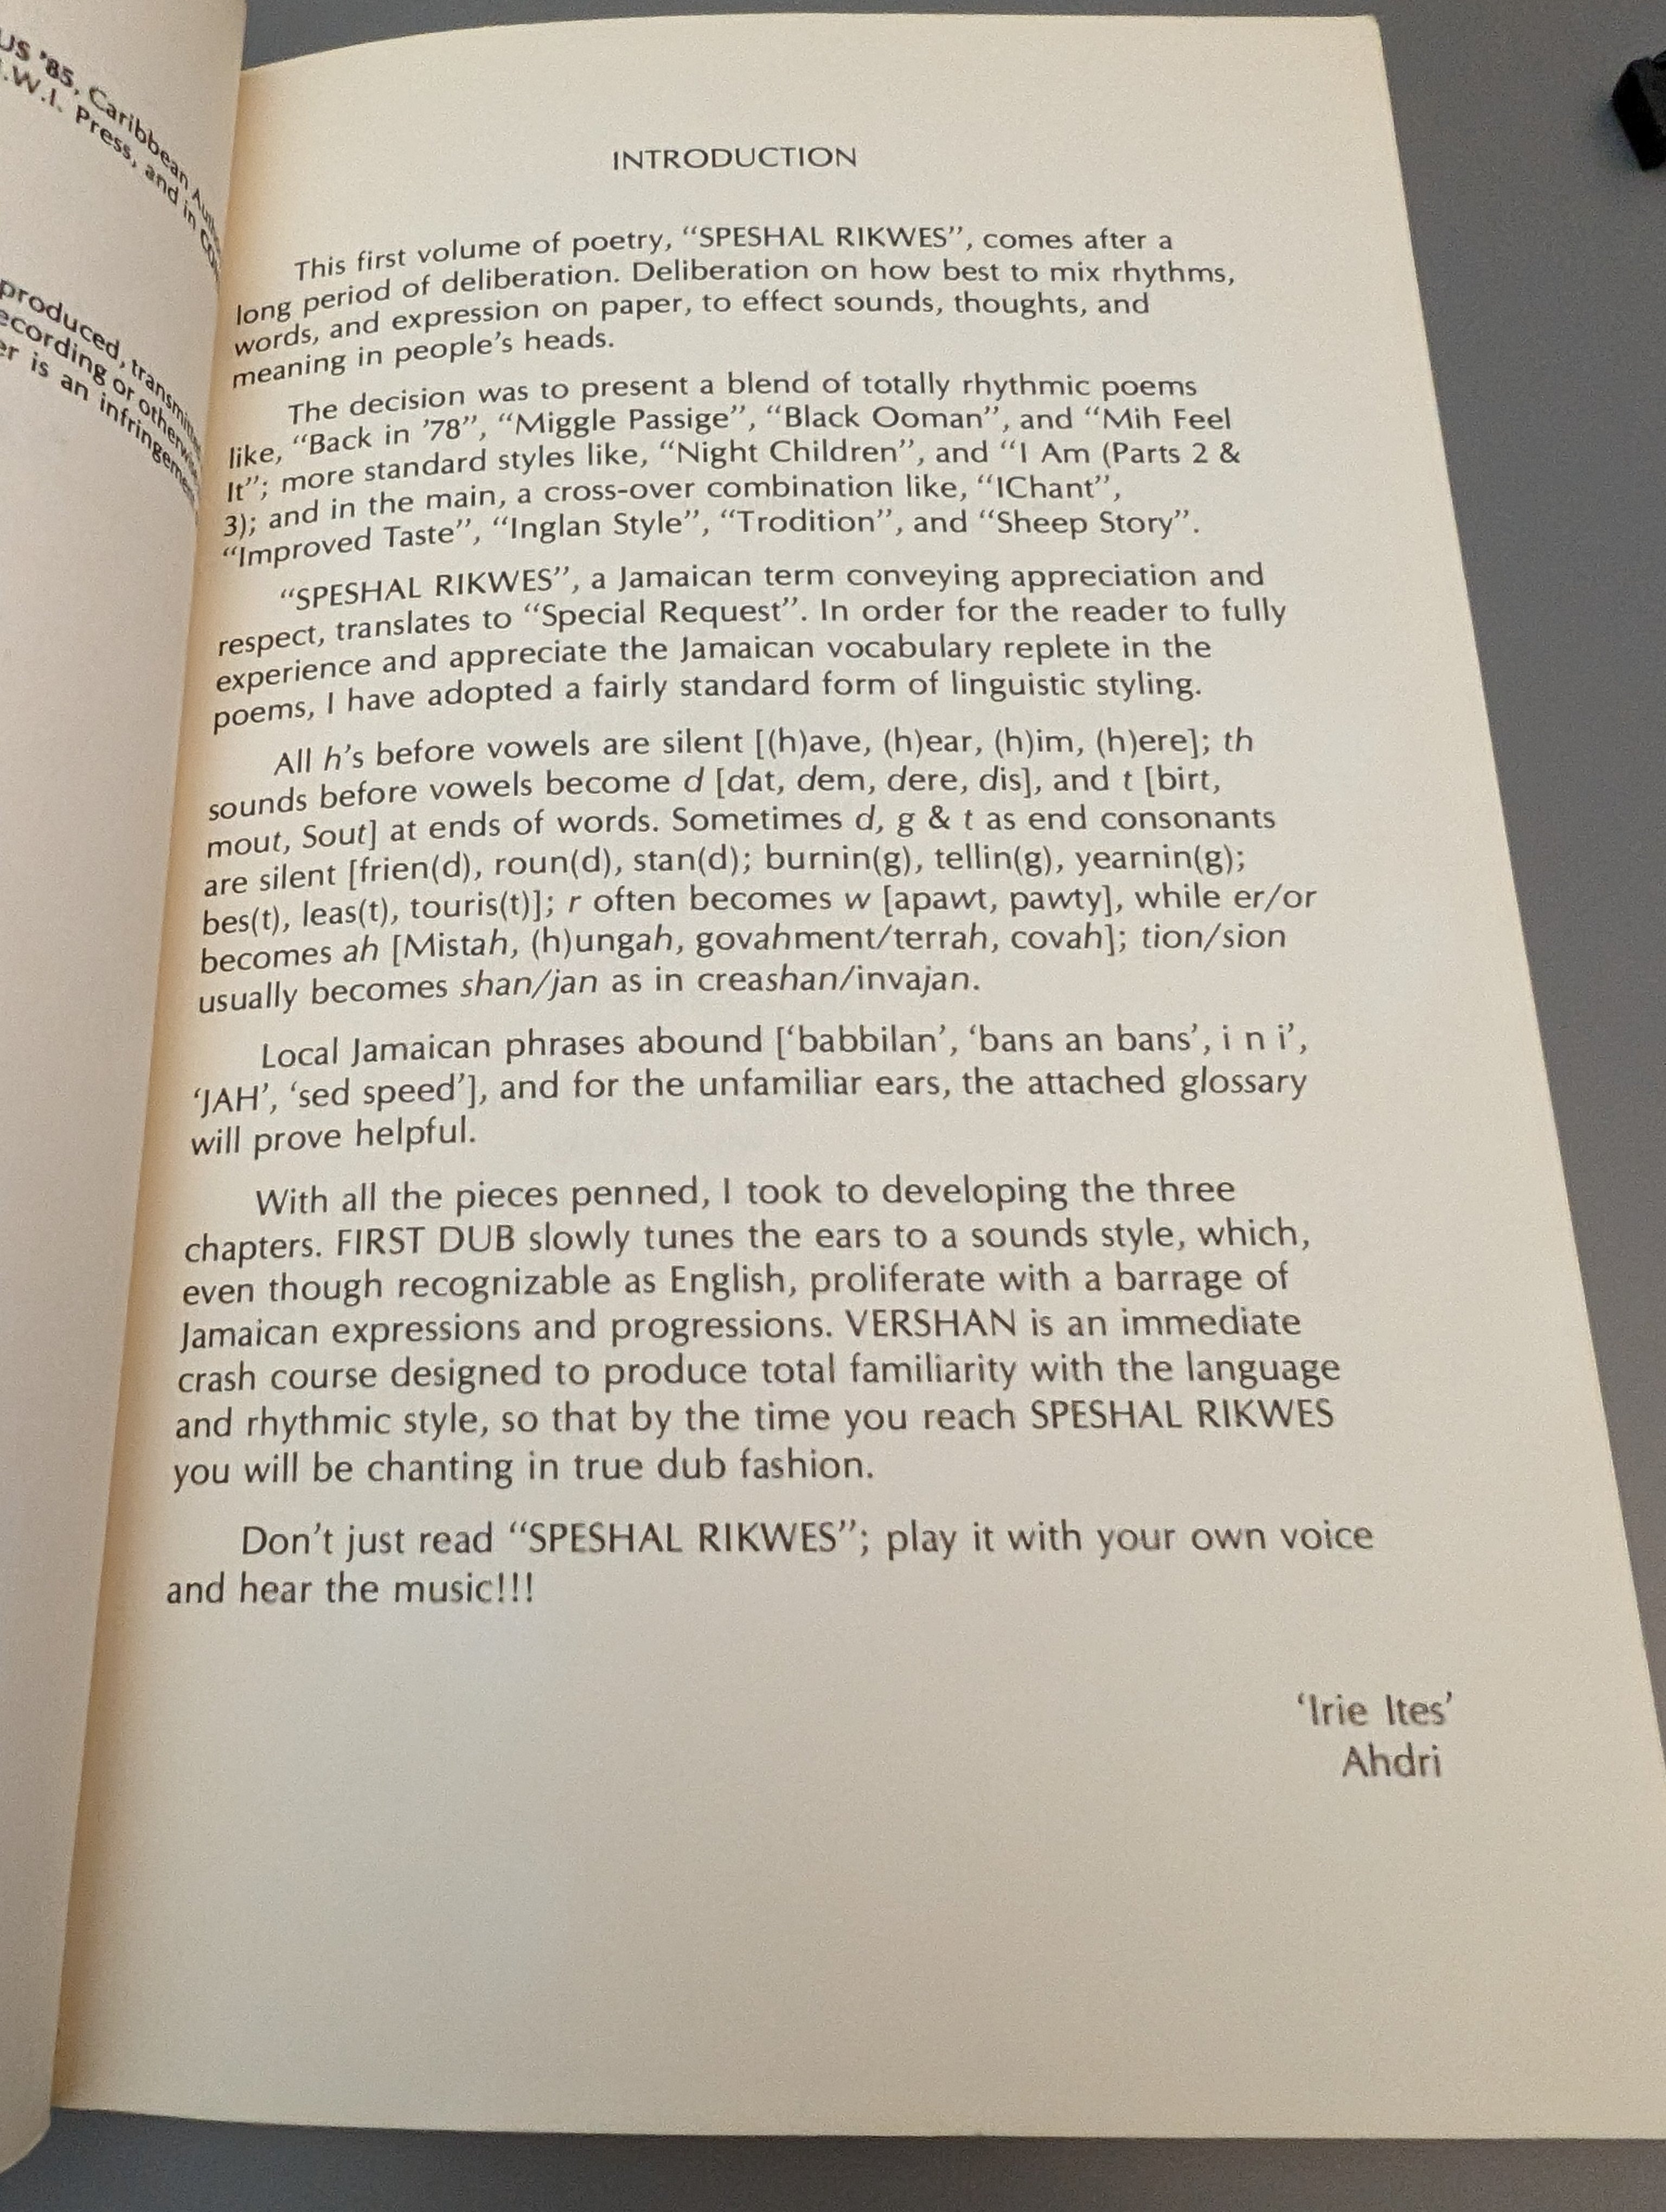 US '85, Caribbean
.W.I. Press, and in
produced, transmitted
recording or otherwise
er is an infringement
INTRODUCTION
This first volume of poetry, “SPESHAL RIKWES”, comes after a
long period of deliberation. Deliberation on how best to mix rhythms,
words, and expression on paper, to effect sounds, thoughts, and
meaning in people’s heads.
The decision was to present a blend of totally rhythmic poems
like, “Back in ’78”, “Miggle Passige”, “Black Ooman”, and “Mih Feel
It”; more standard styles like, “Night Children”, and “I Am (Parts 2 &
3); and in the main, a cross-over combination like, “IChant”,
“Improved Taste”, “Inglan Style”, “Trodition”, and “Sheep Story”.
“SPESHAL RIKWES”, a Jamaican term conveying appreciation and
respect, translates to “Special Request”. In order for the reader to fully
experience and appreciate the Jamaican vocabulary replete in the
poems, I have adopted a fairly standard form of linguistic styling.
All h’s before vowels are silent [(h)ave, (h)ear, (h)im, (h)ere]; th
sounds before vowels become d [dat, dem, dere, dis], and t [birt,
mout, Sout] at ends of words. Sometimes d, g & t as end consonants
are silent [frien(d), roun(d), stan(d); burnin(g), tellin(g), yearnin(g);
bes(t), leas(t), touris(t)]; r often becomes w [apawt, pawty], while er/or
becomes ah [Mistah, (h)ungah, govahment/terrah, covah]; tion/sion
usually becomes shan/jan as in creashan/invajan.
Local Jamaican phrases abound [‘babbilan’, ‘bans an bans’, i n i’,
‘JAH’, ‘sed speed’], and for the unfamiliar ears, the attached glossary
will prove helpful.
With all the pieces penned, I took to developing the three
chapters. FIRST DUB slowly tunes the ears to a sounds style, which,
even though recognizable as English, proliferate with a barrage of
Jamaican expressions and progressions. VERSHAN is an immediate
crash course designed to produce total familiarity with the language
and rhythmic style, so that by the time you reach SPESHAL RIKWES
you will be chanting in true dub fashion.
Don’t just read “SPESHAL RIKWES”; play it with your own voice
and hear the music!!!
‘Irie Ites’
Ahdri